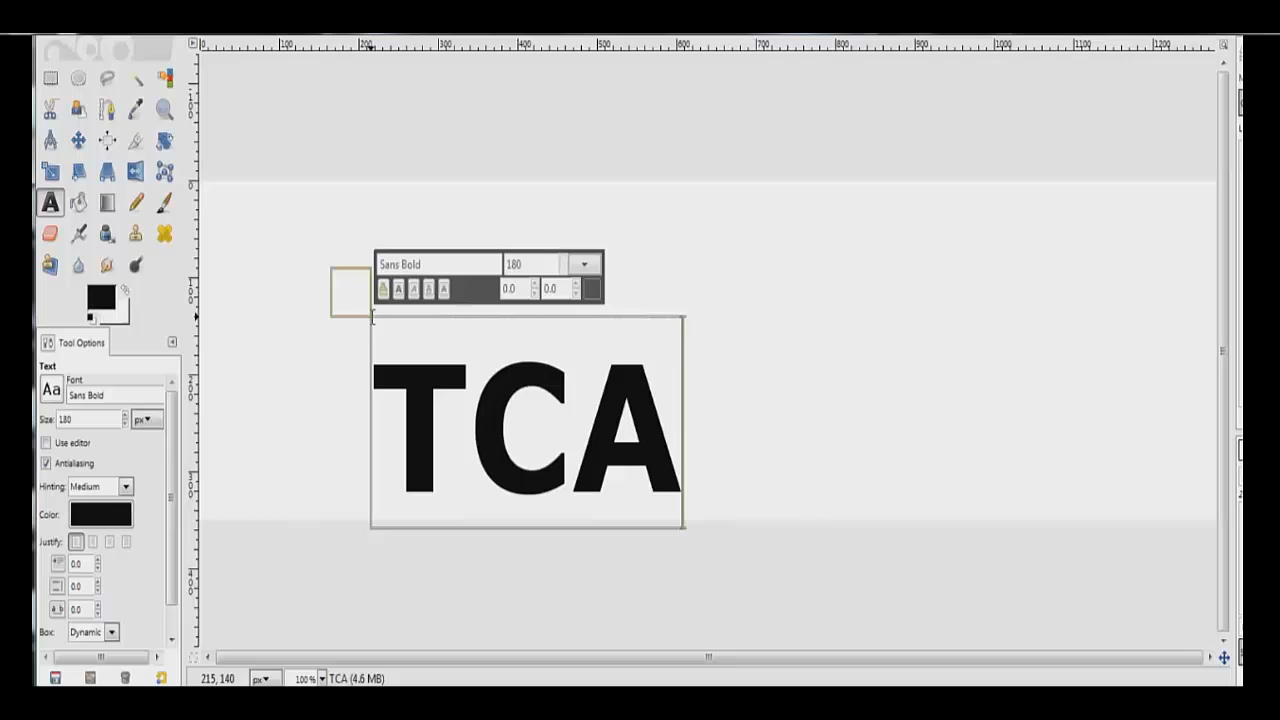 0 100 200 300 400 500 600 700 800 900 1000 1100 1200
Sans Bold 180
0.0 0.0
TCA
Tool Options
Text
Font
Aa Sans Bold
Size: 180 px
Use editor
Antialiasing
Hinting: Medium
Color:
Justify:
0.0
0.0
0.0
Box: Dynamic
215, 140 px 100 % TCA (4.6 MB)